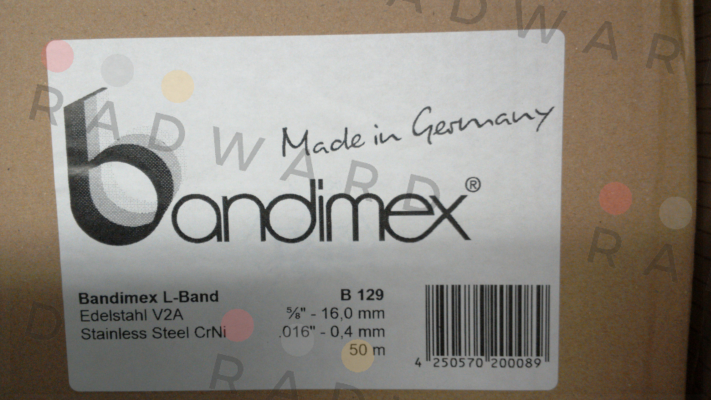 RADWARD
Made in Germany
bandimex®
Bandimex L-Band B 129
Edelstahl V2A 5⁄8" - 16,0 mm
Stainless Steel CrNi .016" - 0,4 mm
50 m
4 250570 200089